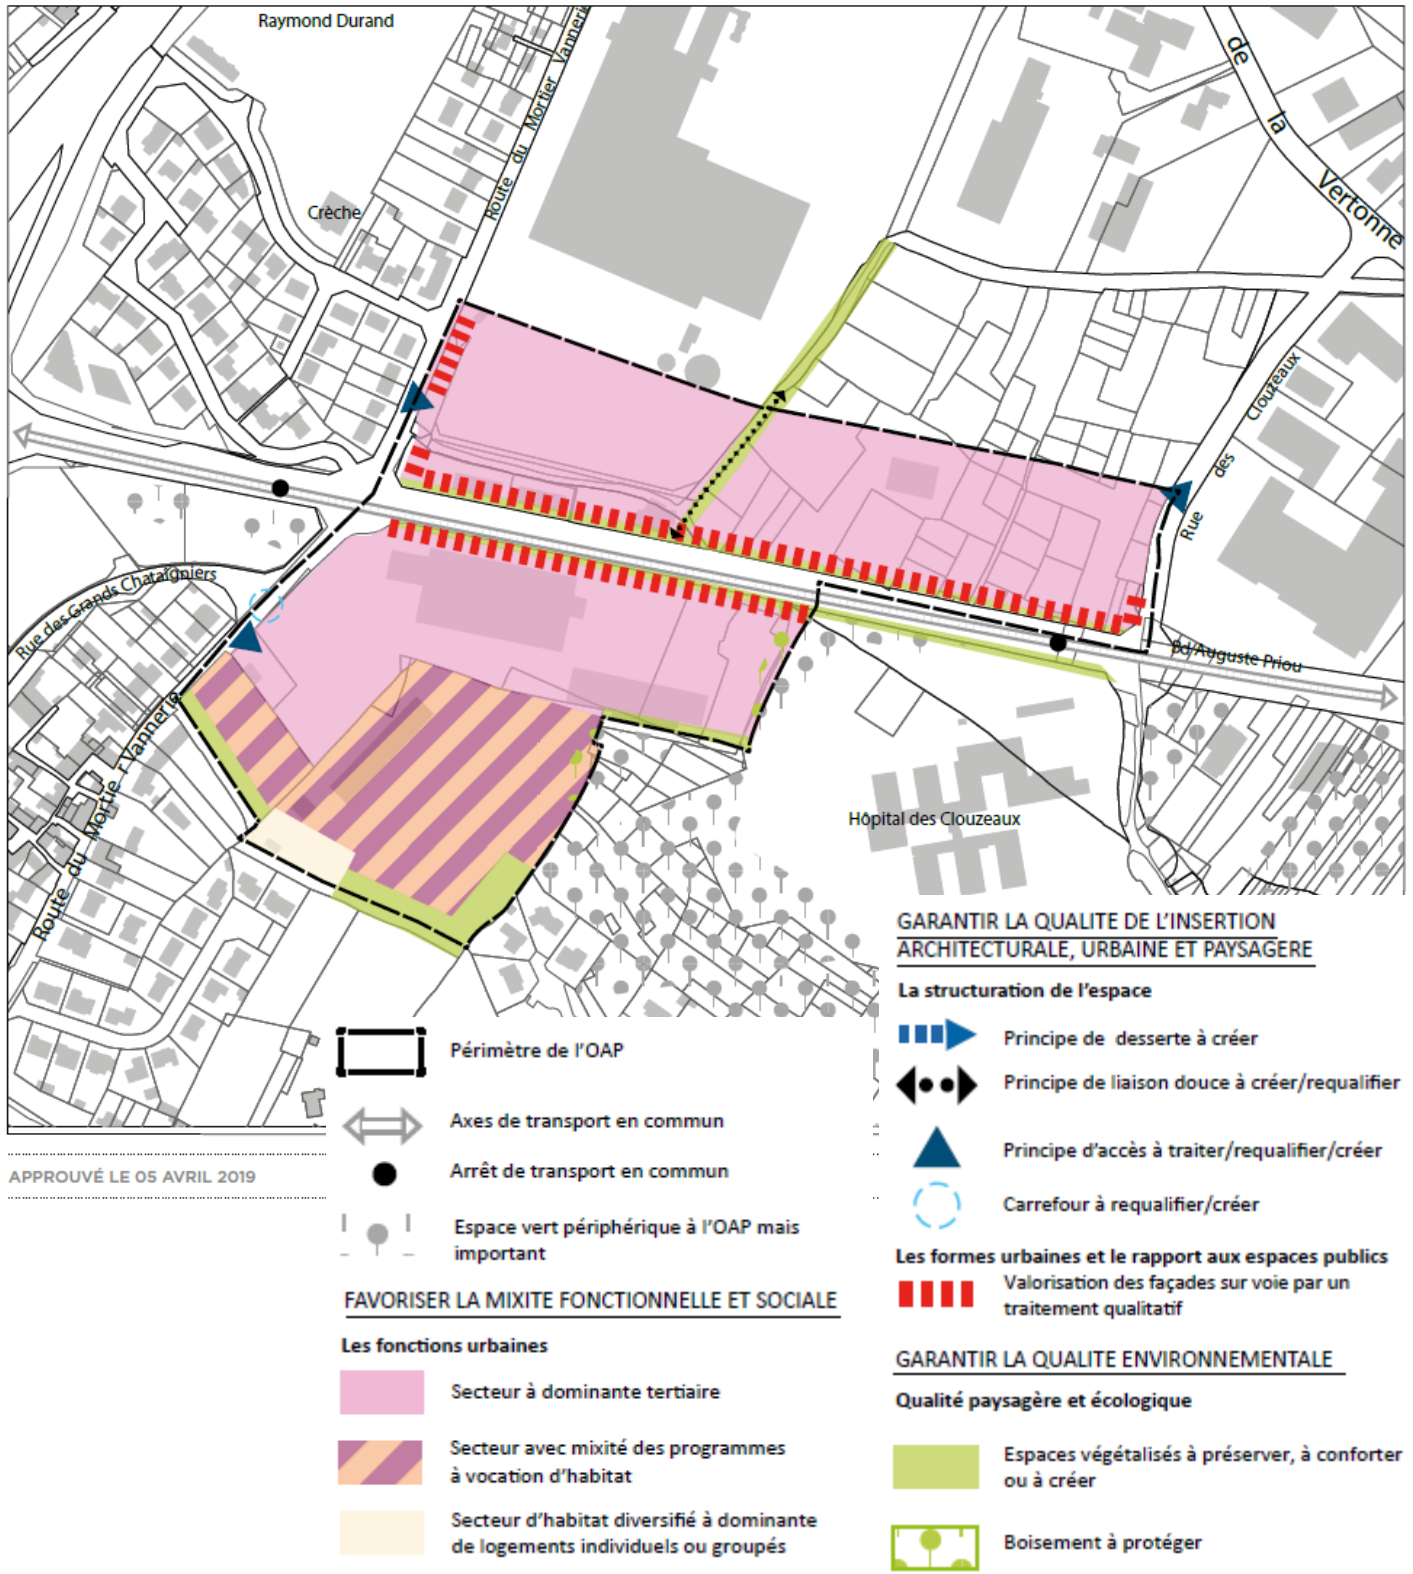 Raymond Durand
Route du Mortier Vannerie
de la Vertonne
Crèche
Rue des Clouzeaux
Rue des Grands Chataigniers
Bd/Auguste Priou
Route du Mortier Vannerie
Hôpital des Clouzeaux
APPROUVÉ LE 05 AVRIL 2019
Périmètre de l'OAP
Axes de transport en commun
Arrêt de transport en commun
Espace vert périphérique à l'OAP mais
important
FAVORISER LA MIXITE FONCTIONNELLE ET SOCIALE
Les fonctions urbaines
Secteur à dominante tertiaire
Secteur avec mixité des programmes
à vocation d'habitat
Secteur d'habitat diversifié à dominante
de logements individuels ou groupés
GARANTIR LA QUALITE DE L'INSERTION
ARCHITECTURALE, URBAINE ET PAYSAGERE
La structuration de l'espace
Principe de desserte à créer
Principe de liaison douce à créer/requalifier
Principe d'accès à traiter/requalifier/créer
Carrefour à requalifier/créer
Les formes urbaines et le rapport aux espaces publics
Valorisation des façades sur voie par un
traitement qualitatif
GARANTIR LA QUALITE ENVIRONNEMENTALE
Qualité paysagère et écologique
Espaces végétalisés à préserver, à conforter
ou à créer
Boisement à protéger